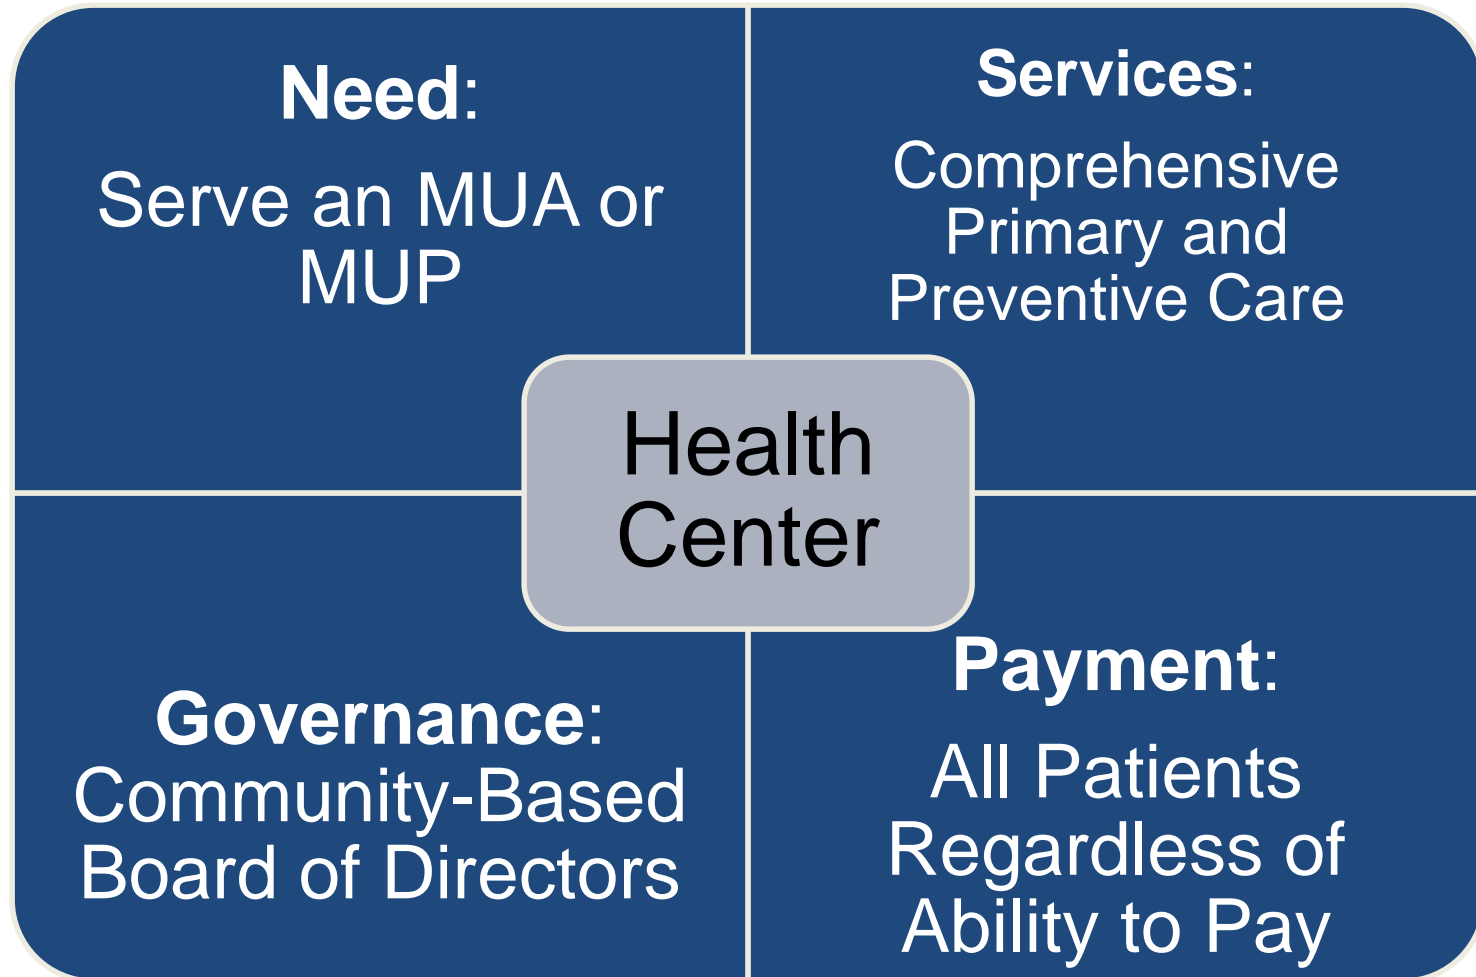 Need:
Serve an MUA or
MUP
Services:
Comprehensive
Primary and
Preventive Care
Health
Center
Governance:
Community-Based
Board of Directors
Payment:
All Patients
Regardless of
Ability to Pay